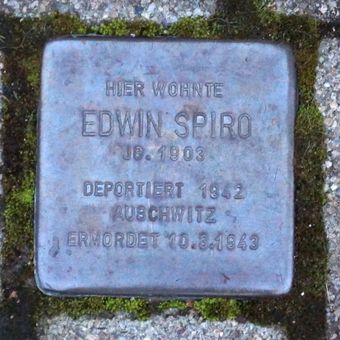 HIER WOHNTE
EDWIN SPIRO
JG. 1903
DEPORTIERT 1942
AUSCHWITZ
ERMORDET 10.3.1943